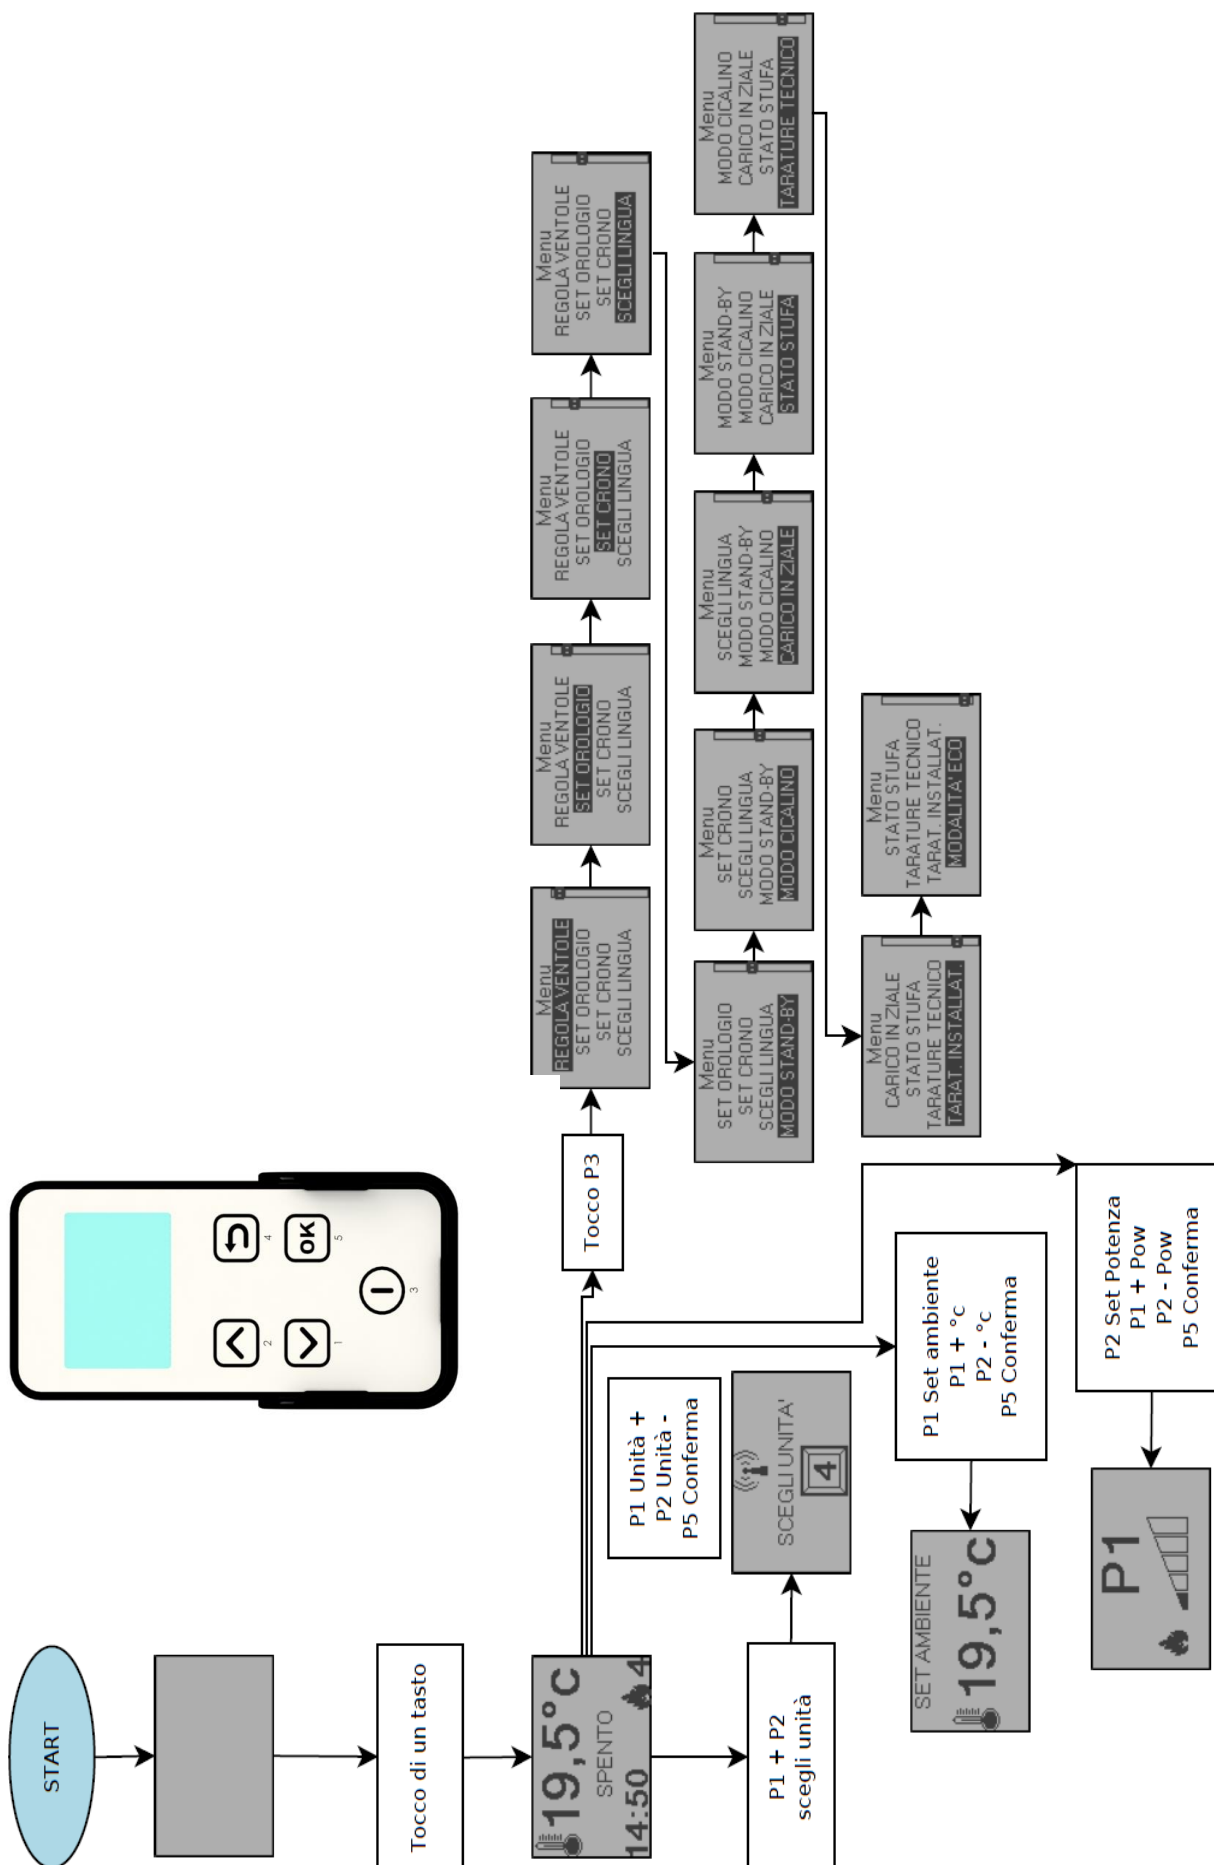 START
Tocco di un tasto
19,5°c
SPENTO
14:50
4
P1 + P2
scegli unità
P1 Unità +
P2 Unità -
P5 Conferma
SCEGLI UNITA'
4
OK
1
2
3
4
5
Tocco P3
Menu
REGOLA VENTOLE
SET OROLOGIO
SET CRONO
SCEGLI LINGUA
Menu
REGOLA VENTOLE
SET OROLOGIO
SET CRONO
SCEGLI LINGUA
Menu
REGOLA VENTOLE
SET OROLOGIO
SET CRONO
SCEGLI LINGUA
Menu
REGOLA VENTOLE
SET OROLOGIO
SET CRONO
SCEGLI LINGUA
Menu
SET OROLOGIO
SET CRONO
SCEGLI LINGUA
MODO STAND-BY
Menu
SET CRONO
SCEGLI LINGUA
MODO STAND-BY
MODO CICALINO
Menu
SCEGLI LINGUA
MODO STAND-BY
MODO CICALINO
CARICO IN ZIALE
Menu
MODO STAND-BY
MODO CICALINO
CARICO IN ZIALE
STATO STUFA
Menu
MODO CICALINO
CARICO IN ZIALE
STATO STUFA
TARATURE TECNICO
Menu
CARICO IN ZIALE
STATO STUFA
TARATURE TECNICO
TARAT. INSTALLAT.
Menu
STATO STUFA
TARATURE TECNICO
TARAT. INSTALLAT.
MODALITA' ECO
P1 Set ambiente
P1 + °c
P2 - °c
P5 Conferma
SET AMBIENTE
19,5°c
P2 Set Potenza
P1 + Pow
P2 - Pow
P5 Conferma
P1